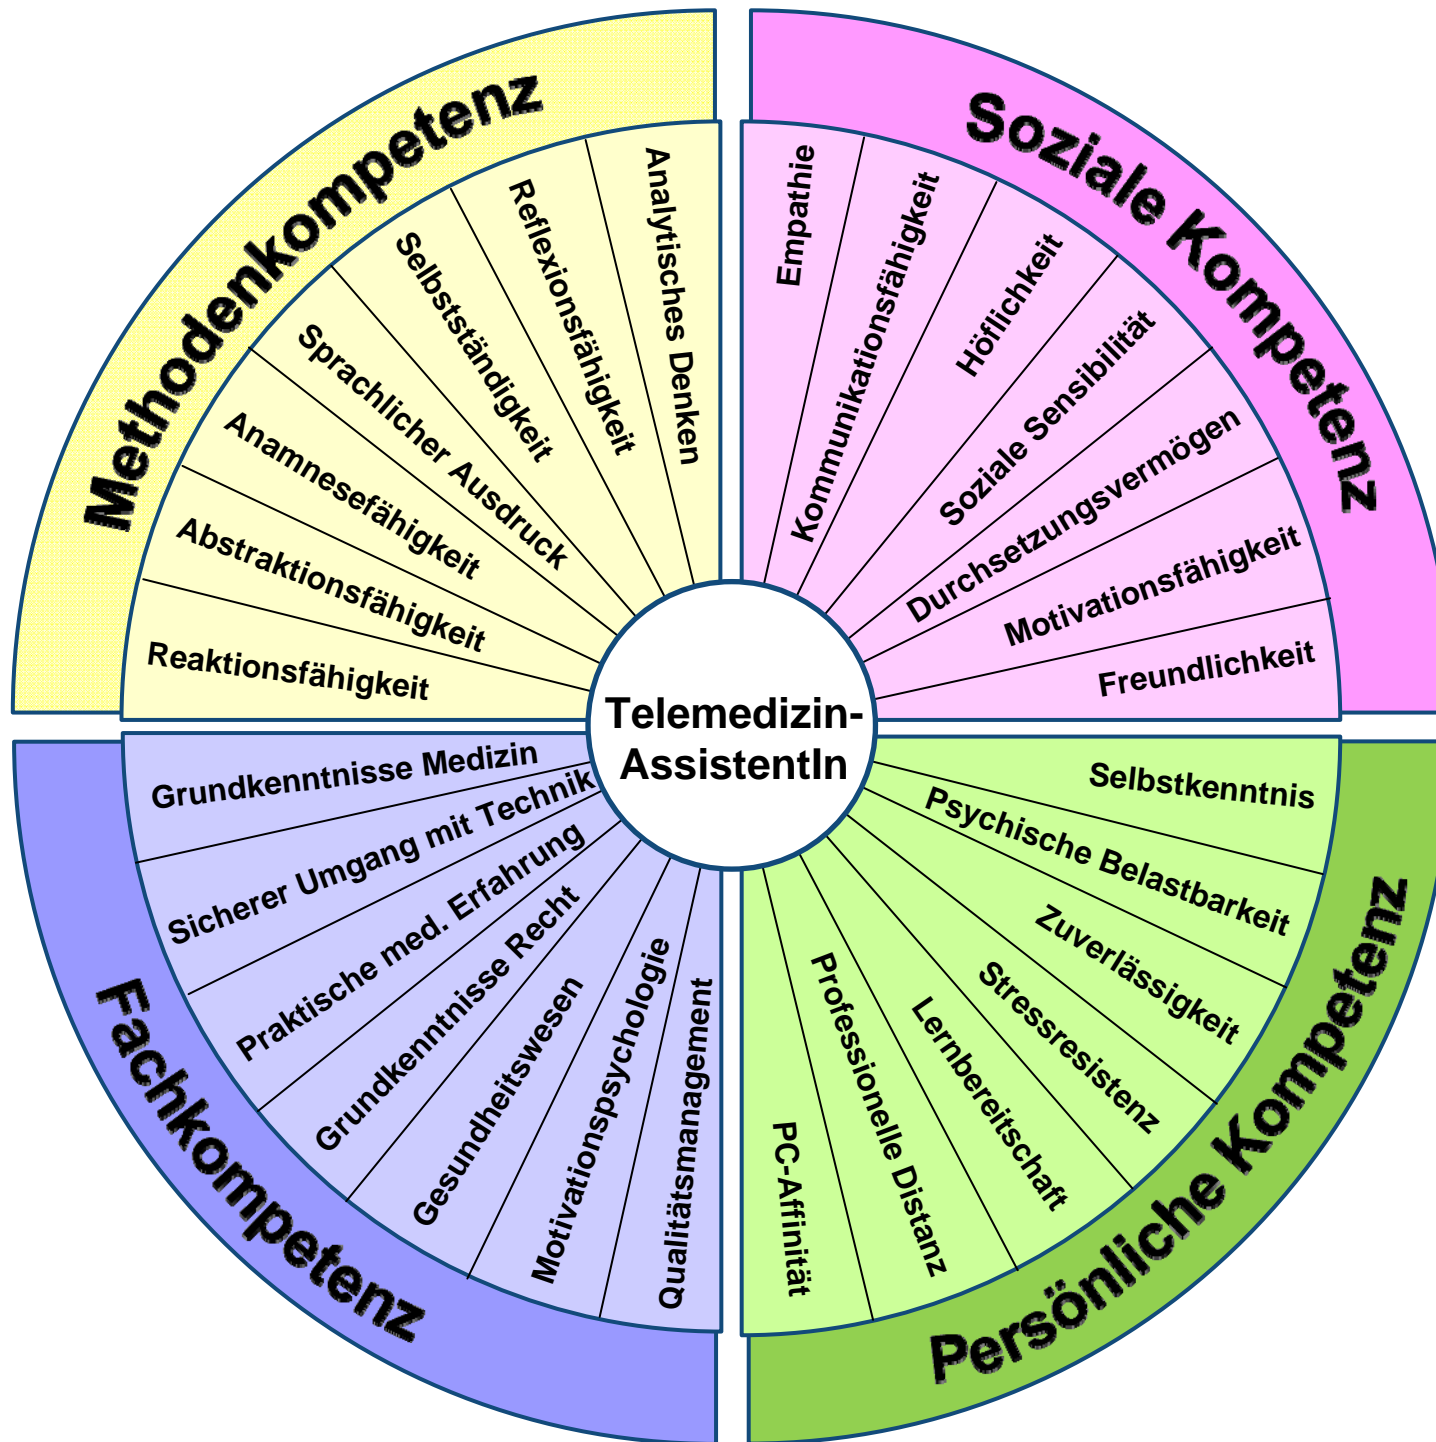 Methodenkompetenz
Reaktionsfähigkeit
Abstraktionsfähigkeit
Anamnesefähigkeit
Sprachlicher Ausdruck
Selbstständigkeit
Reflexionsfähigkeit
Analytisches Denken
Soziale Kompetenz
Empathie
Kommunikationsfähigkeit
Höflichkeit
Soziale Sensibilität
Durchsetzungsvermögen
Motivationsfähigkeit
Freundlichkeit
Telemedizin-
AssistentIn
Fachkompetenz
Grundkenntnisse Medizin
Sicherer Umgang mit Technik
Praktische med. Erfahrung
Grundkenntnisse Recht
Gesundheitswesen
Motivationspsychologie
Qualitätsmanagement
Persönliche Kompetenz
Selbstkenntnis
Psychische Belastbarkeit
Zuverlässigkeit
Stressresistenz
Lernbereitschaft
Professionelle Distanz
PC-Affinität